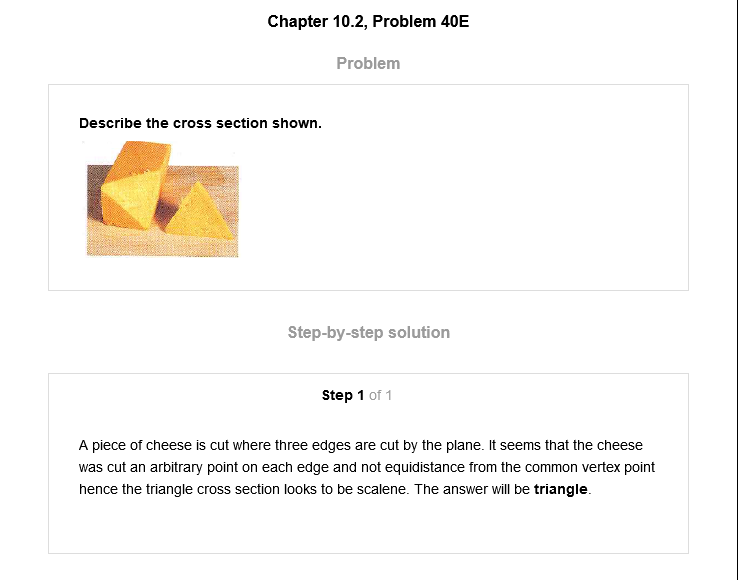 Chapter 10.2, Problem 40E
Problem
Describe the cross section shown.
Step-by-step solution
Step 1 of 1
A piece of cheese is cut where three edges are cut by the plane. It seems that the cheese
was cut an arbitrary point on each edge and not equidistance from the common vertex point
hence the triangle cross section looks to be scalene. The answer will be triangle.